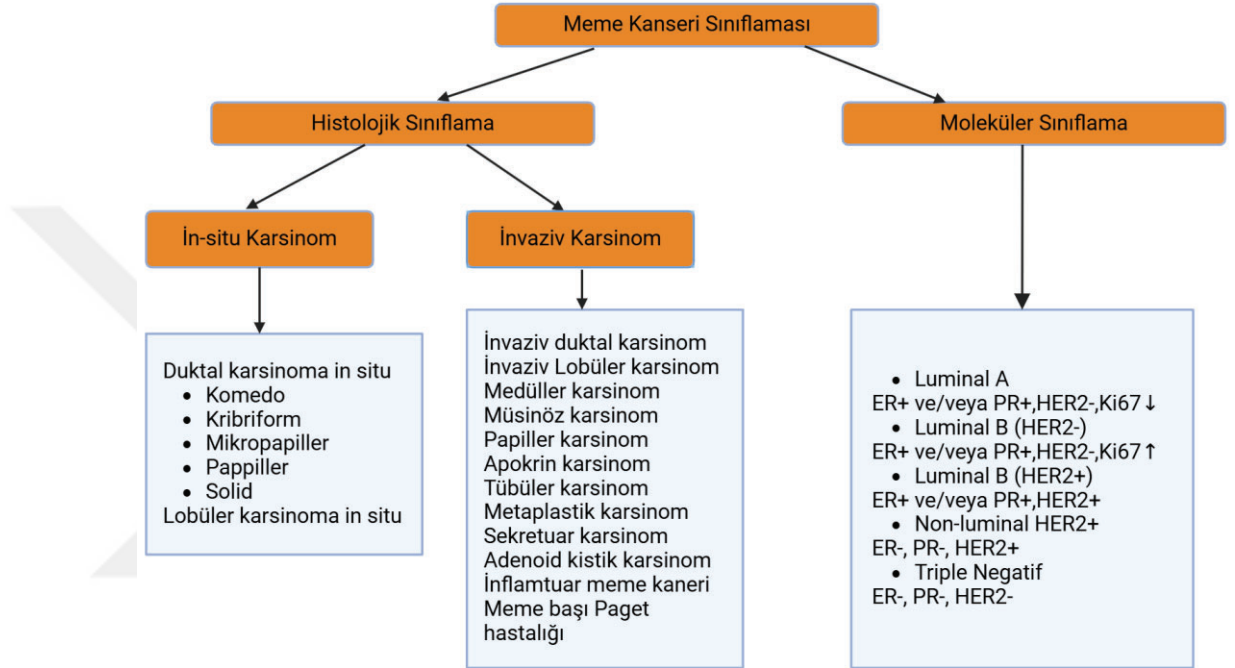 Meme Kanseri Sınıflaması
Histolojik Sınıflama
Moleküler Sınıflama
İn-situ Karsinom
İnvaziv Karsinom
Duktal karsinoma in situ
• Komedo
• Kribriform
• Mikropapiller
• Pappiller
• Solid
Lobüler karsinoma in situ
İnvaziv duktal karsinom
İnvaziv Lobüler karsinom
Medüller karsinom
Müsinöz karsinom
Papiller karsinom
Apokrin karsinom
Tübüler karsinom
Metaplastik karsinom
Sekretuar karsinom
Adenoid kistik karsinom
İnflamtuar meme kaneri
Meme başı Paget
hastalığı
• Luminal A
ER+ ve/veya PR+,HER2-,Ki67↓
• Luminal B (HER2-)
ER+ ve/veya PR+,HER2-,Ki67↑
• Luminal B (HER2+)
ER+ ve/veya PR+,HER2+
• Non-luminal HER2+
ER-, PR-, HER2+
• Triple Negatif
ER-, PR-, HER2-